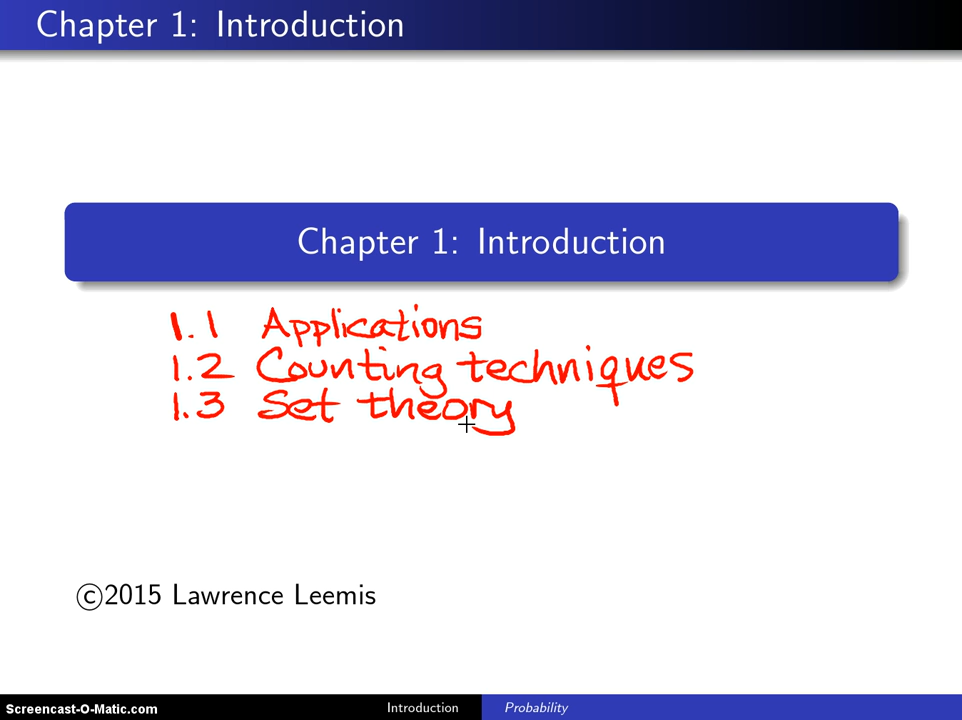 Chapter 1: Introduction
Chapter 1: Introduction
1.1 Applications
1.2 Counting techniques
1.3 Set theory
©2015 Lawrence Leemis
Screencast-O-Matic.com Introduction Probability